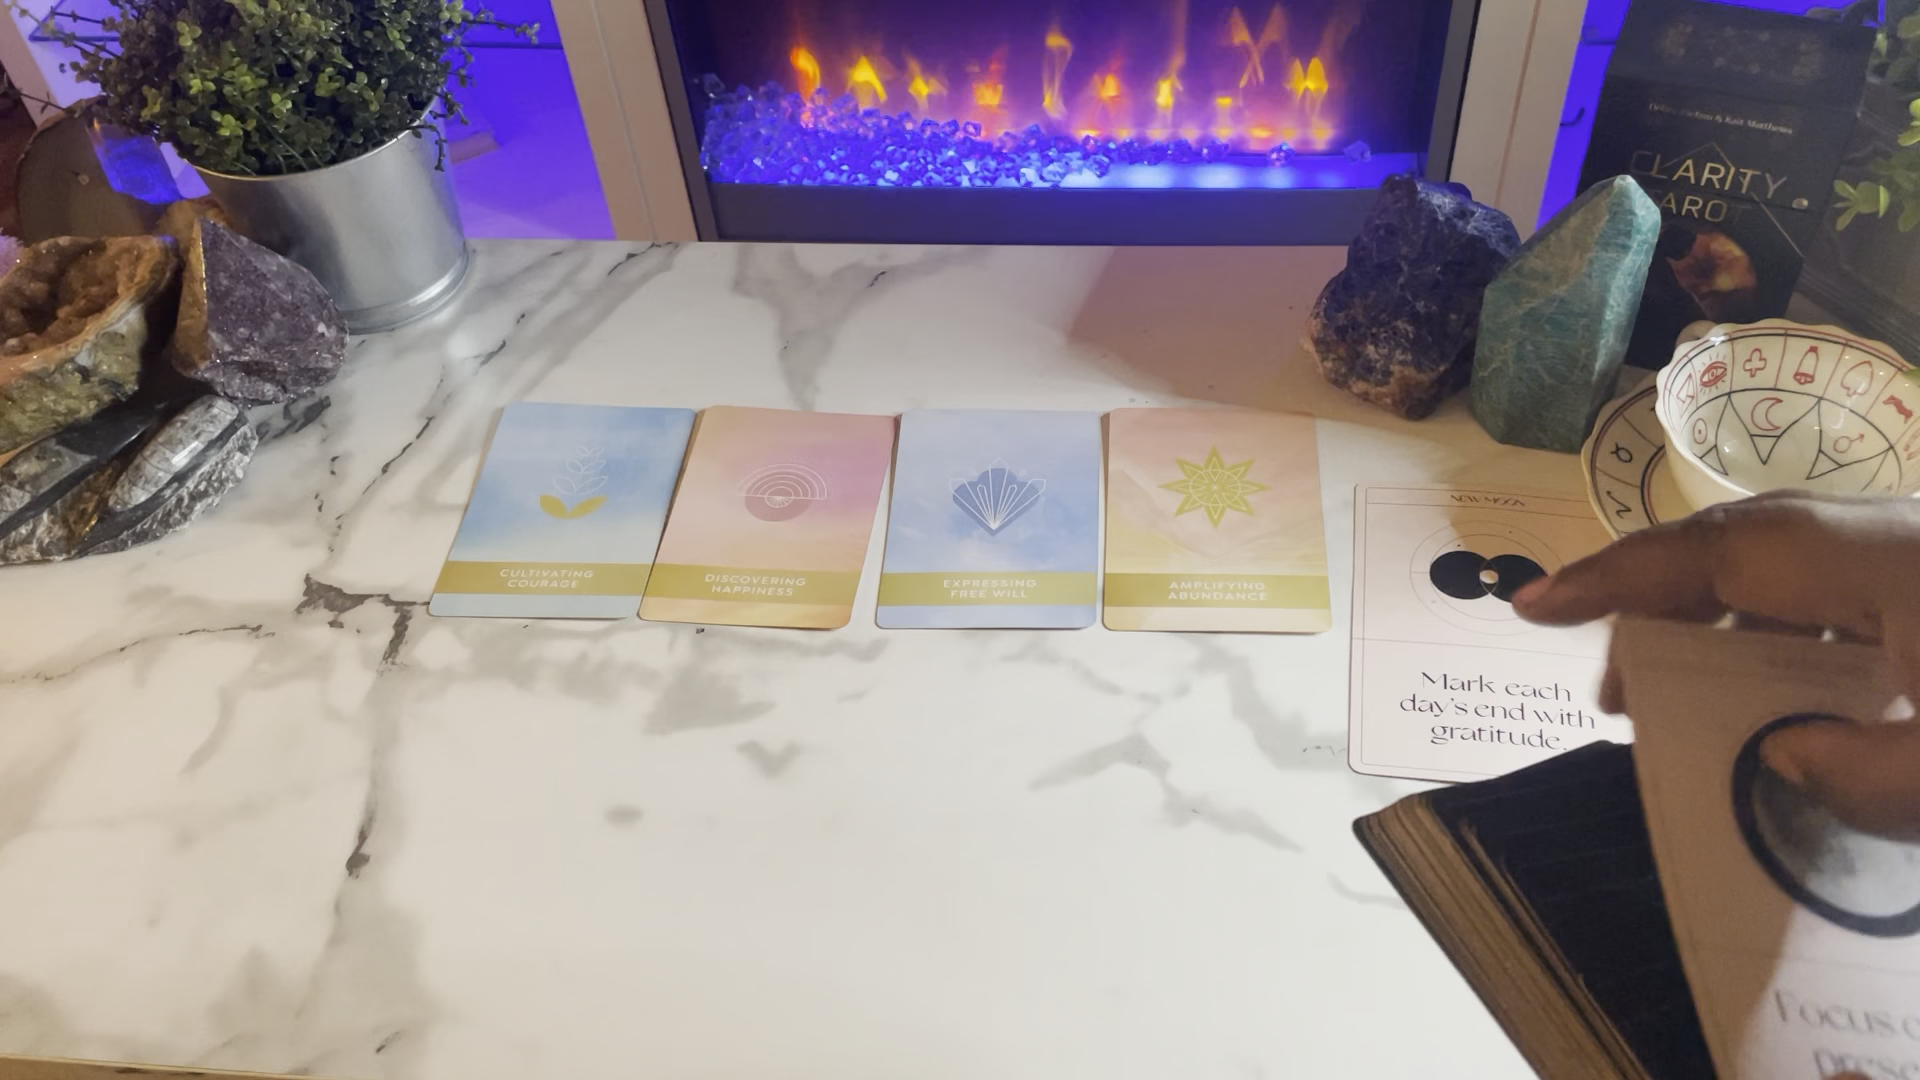 CLARITY
TAROT
CULTIVATING
COURAGE
DISCOVERING
HAPPINESS
EXPRESSING
FREE WILL
AMPLIFYING
ABUNDANCE
NEW MOON
Mark each
day's end with
gratitude.
Focus